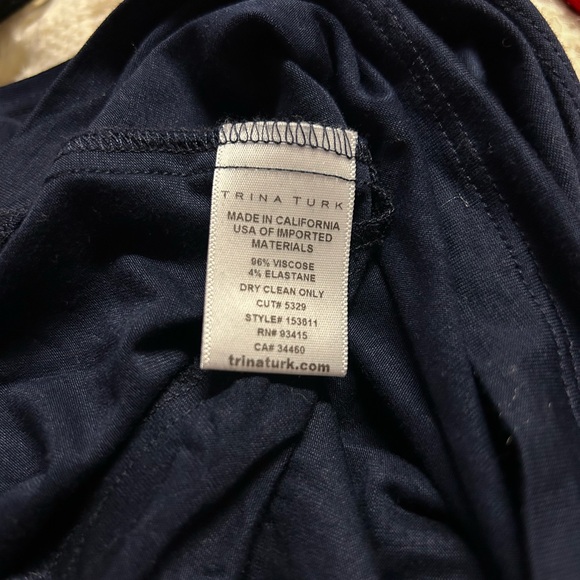 TRINA TURK
MADE IN CALIFORNIA
USA OF IMPORTED
MATERIALS
96% VISCOSE
4% ELASTANE
DRY CLEAN ONLY
CUT# 5329
STYLE# 153611
RN# 93415
CA# 34460
trinaturk.com